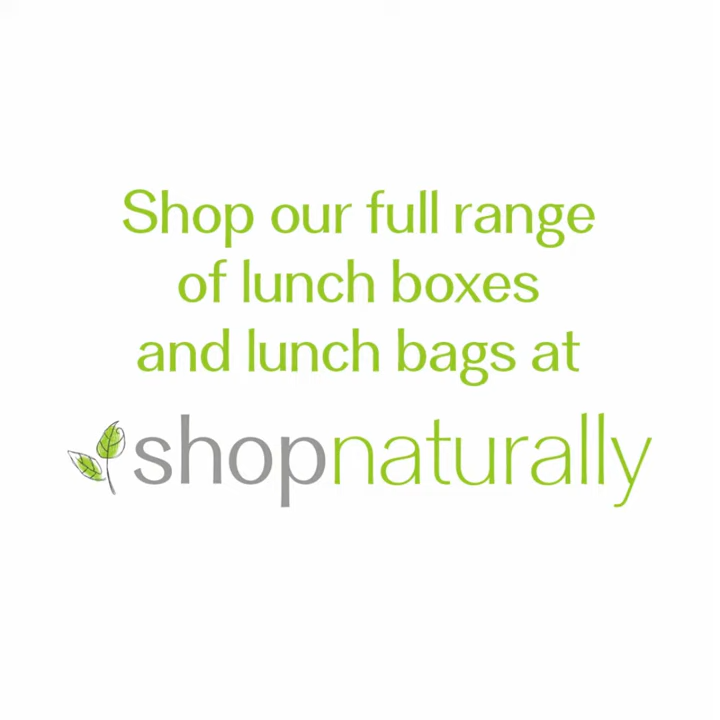 Shop our full range
of lunch boxes
and lunch bags at
shopnaturally